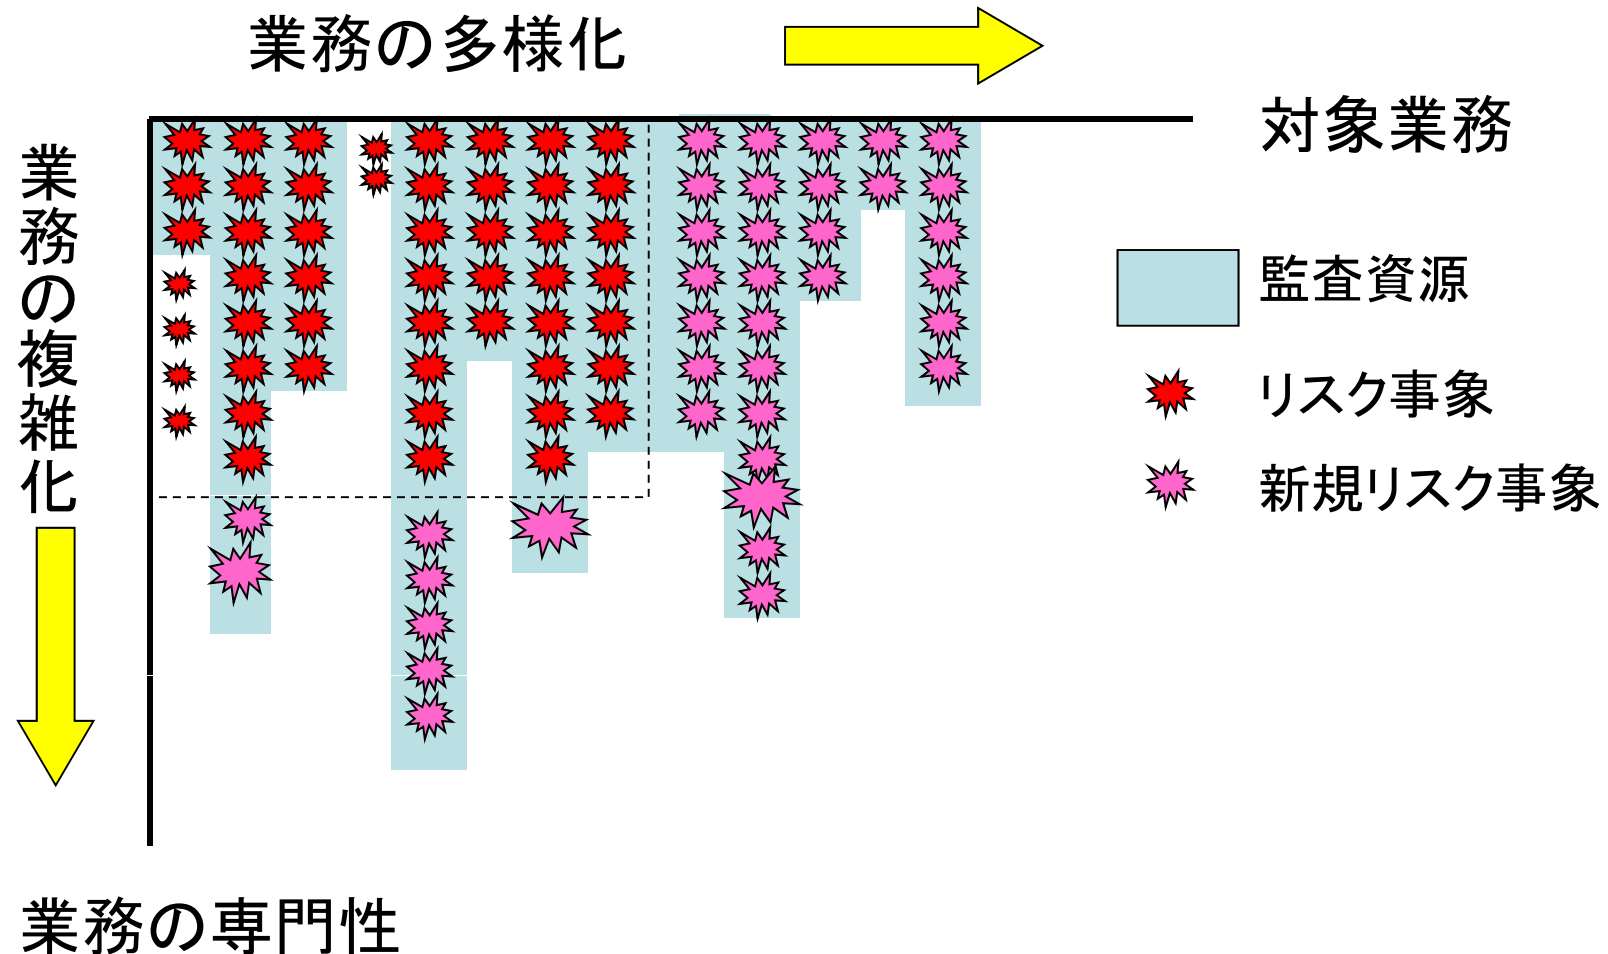 業務の多様化
対象業務
業務の複雑化
監査資源
リスク事象
新規リスク事象
業務の専門性